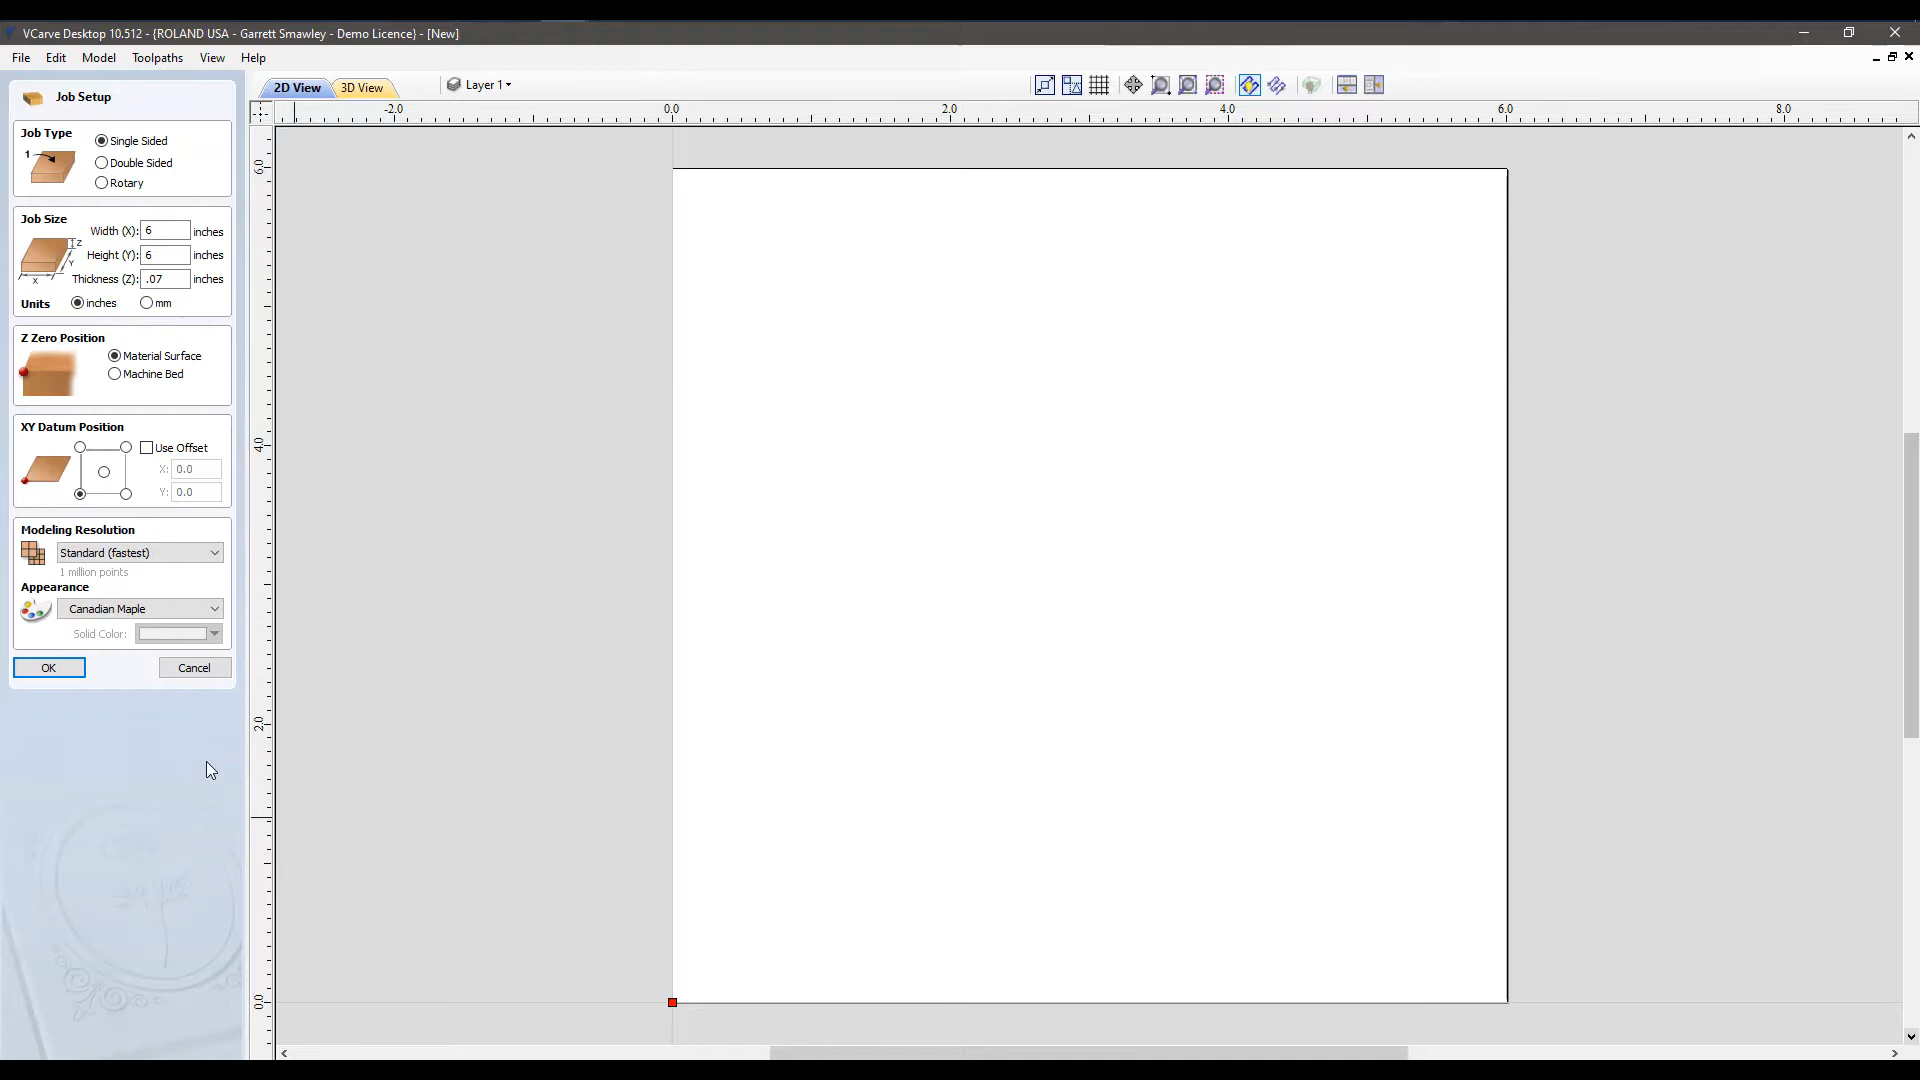 VCarve Desktop 10.512 - {ROLAND USA - Garrett Smawley - Demo Licence} - [New]
File Edit Model Toolpaths View Help
2D View 3D View Layer 1
-2.0 0.0 2.0 4.0 6.0 8.0
6.0
4.0
2.0
0.0
Job Setup
Job Type
1
Single Sided
Double Sided
Rotary
Job Size
Width (X): 6 inches
Height (Y): 6 inches
Thickness (Z): .07 inches
Z
Y
X
Units inches mm
Z Zero Position
Material Surface
Machine Bed
XY Datum Position
Use Offset
X: 0.0
Y: 0.0
Modeling Resolution
Standard (fastest)
1 million points
Appearance
Canadian Maple
Solid Color:
OK Cancel